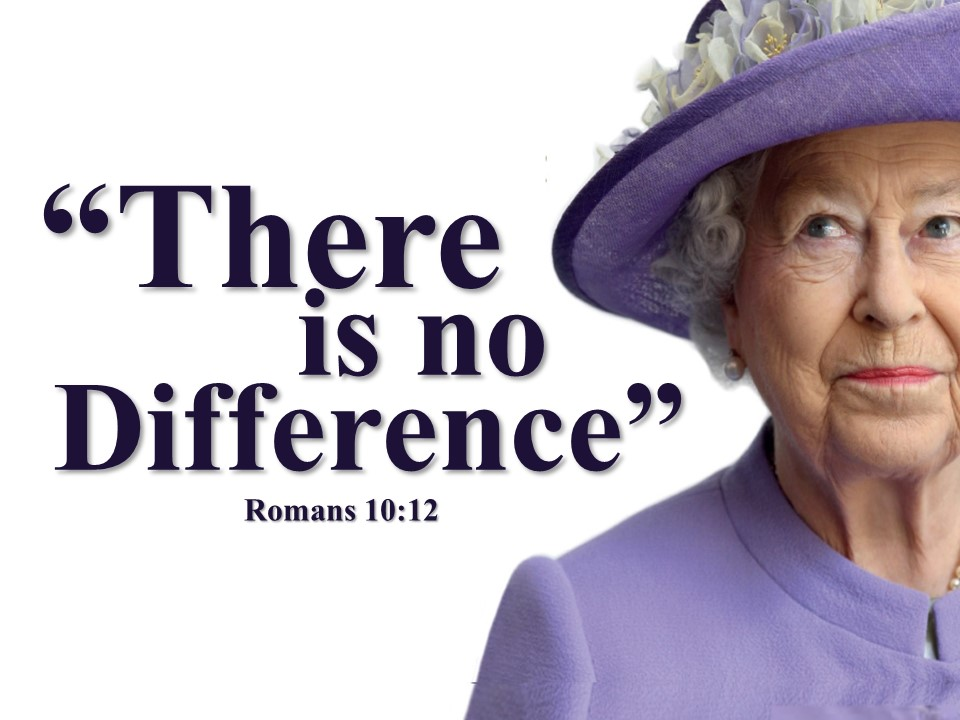 “There
is no
Difference”
Romans 10:12